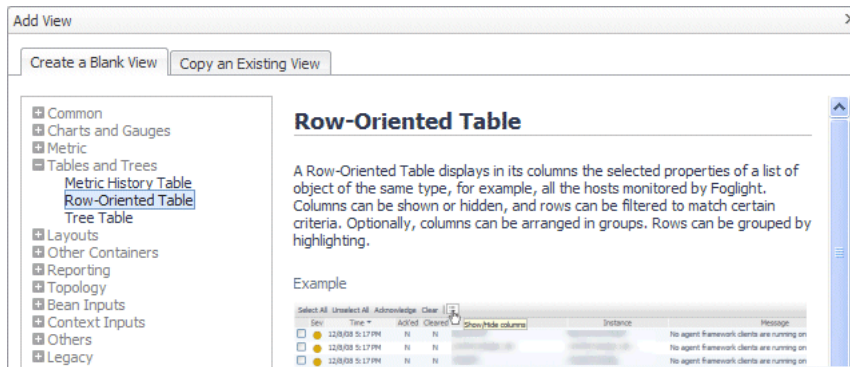 Add View
Create a Blank View
Copy an Existing View
Common
Charts and Gauges
Metric
Tables and Trees
Metric History Table
Row-Oriented Table
Tree Table
Layouts
Other Containers
Reporting
Topology
Bean Inputs
Context Inputs
Others
Legacy
Row-Oriented Table
A Row-Oriented Table displays in its columns the selected properties of a list of
object of the same type, for example, all the hosts monitored by Foglight.
Columns can be shown or hidden, and rows can be filtered to match certain
criteria. Optionally, columns can be arranged in groups. Rows can be grouped by
highlighting.
Example
Select All Unselect All Acknowledge Clear
Sev Time Ack'ed Cleared Show/Hide columns Instance Message
12/8/08 5:17 PM N N No agent framework clients are running on
12/8/08 5:17 PM N N No agent framework clients are running on
12/8/08 5:17 PM N N No agent framework clients are running on